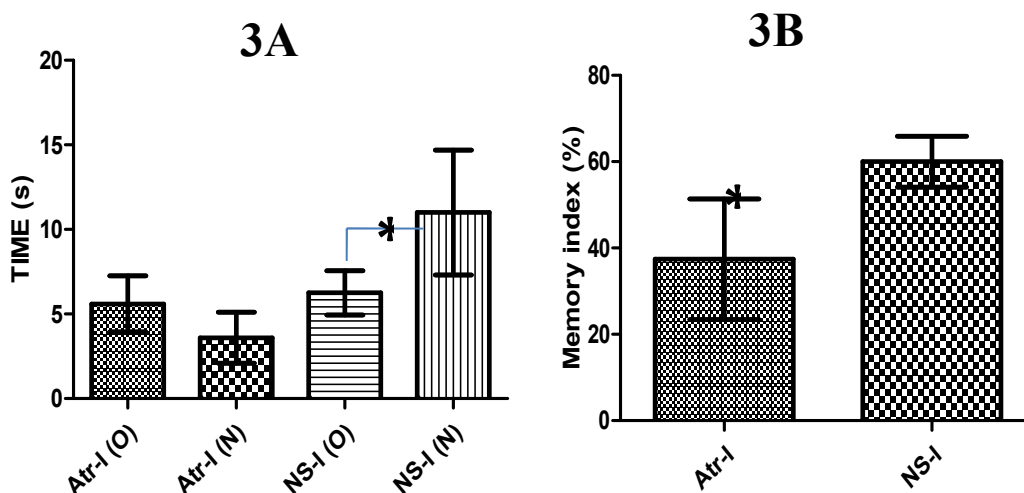 3A
TIME (s)
20
15
10
5
0
*
Atr-I (O)
Atr-I (N)
NS-I (O)
NS-I (N)
3B
Memory index (%)
80
60
40
20
0
*
Atr-I
NS-I